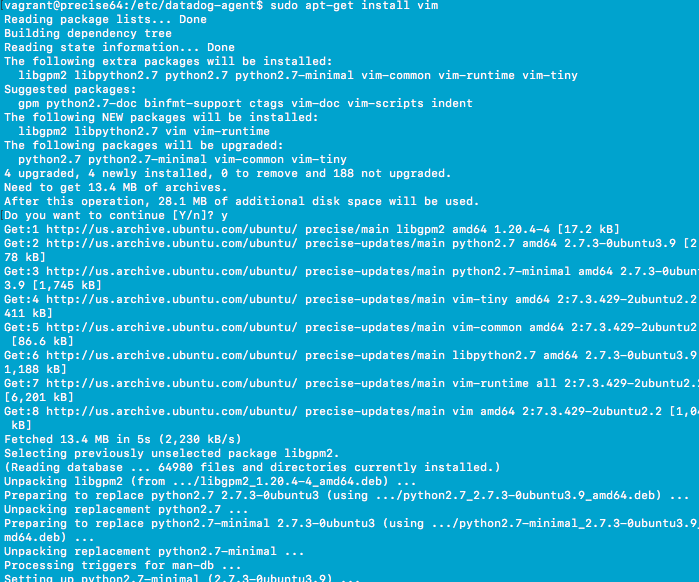 vagrant@precise64:/etc/datadog-agent$ sudo apt-get install vim
Reading package lists... Done
Building dependency tree
Reading state information... Done
The following extra packages will be installed:
  libgpm2 libpython2.7 python2.7 python2.7-minimal vim-common vim-runtime vim-tiny
Suggested packages:
  gpm python2.7-doc binfmt-support ctags vim-doc vim-scripts indent
The following NEW packages will be installed:
  libgpm2 libpython2.7 vim vim-runtime
The following packages will be upgraded:
  python2.7 python2.7-minimal vim-common vim-tiny
4 upgraded, 4 newly installed, 0 to remove and 188 not upgraded.
Need to get 13.4 MB of archives.
After this operation, 28.1 MB of additional disk space will be used.
Do you want to continue [Y/n]? y
Get:1 http://us.archive.ubuntu.com/ubuntu/ precise/main libgpm2 amd64 1.20.4-4 [17.2 kB]
Get:2 http://us.archive.ubuntu.com/ubuntu/ precise-updates/main python2.7 amd64 2.7.3-0ubuntu3.9 [2
78 kB]
Get:3 http://us.archive.ubuntu.com/ubuntu/ precise-updates/main python2.7-minimal amd64 2.7.3-0ubun
3.9 [1,745 kB]
Get:4 http://us.archive.ubuntu.com/ubuntu/ precise-updates/main vim-tiny amd64 2:7.3.429-2ubuntu2.2
411 kB]
Get:5 http://us.archive.ubuntu.com/ubuntu/ precise-updates/main vim-common amd64 2:7.3.429-2ubuntu2
 [86.6 kB]
Get:6 http://us.archive.ubuntu.com/ubuntu/ precise-updates/main libpython2.7 amd64 2.7.3-0ubuntu3.9
1,188 kB]
Get:7 http://us.archive.ubuntu.com/ubuntu/ precise-updates/main vim-runtime all 2:7.3.429-2ubuntu2.
[6,201 kB]
Get:8 http://us.archive.ubuntu.com/ubuntu/ precise-updates/main vim amd64 2:7.3.429-2ubuntu2.2 [1,0
 kB]
Fetched 13.4 MB in 5s (2,230 kB/s)
Selecting previously unselected package libgpm2.
(Reading database ... 64980 files and directories currently installed.)
Unpacking libgpm2 (from .../libgpm2_1.20.4-4_amd64.deb) ...
Preparing to replace python2.7 2.7.3-0ubuntu3 (using .../python2.7_2.7.3-0ubuntu3.9_amd64.deb) ...
Unpacking replacement python2.7 ...
Preparing to replace python2.7-minimal 2.7.3-0ubuntu3 (using .../python2.7-minimal_2.7.3-0ubuntu3.9_
md64.deb) ...
Unpacking replacement python2.7-minimal ...
Processing triggers for man-db ...
Setting up python2.7-minimal (2.7.3-0ubuntu3.9) ...